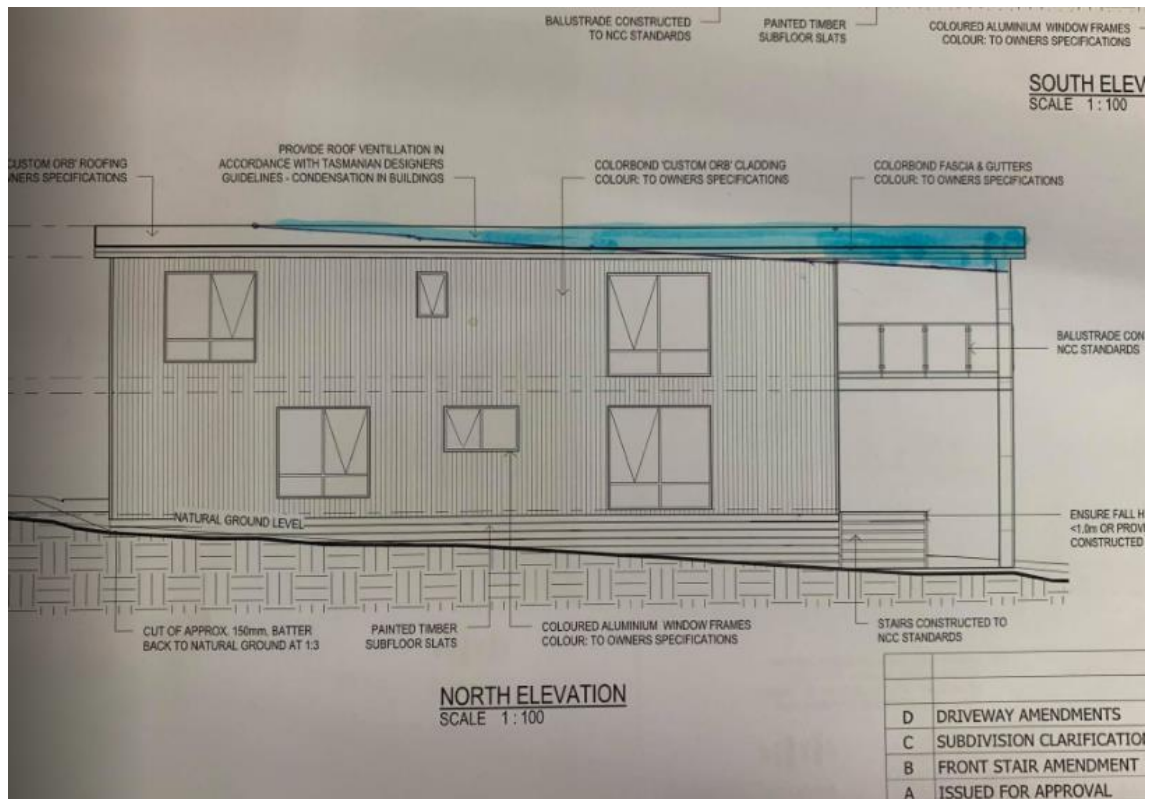 BALUSTRADE CONSTRUCTED
TO NCC STANDARDS
PAINTED TIMBER
SUBFLOOR SLATS
COLOURED ALUMINIUM WINDOW FRAMES
COLOUR: TO OWNERS SPECIFICATIONS
SOUTH ELEV
SCALE 1 : 100
CUSTOM ORB' ROOFING
NERS SPECIFICATIONS
PROVIDE ROOF VENTILLATION IN
ACCORDANCE WITH TASMANIAN DESIGNERS
GUIDELINES - CONDENSATION IN BUILDINGS
COLORBOND 'CUSTOM ORB' CLADDING
COLOUR: TO OWNERS SPECIFICATIONS
COLORBOND FASCIA & GUTTERS
COLOUR: TO OWNERS SPECIFICATIONS
BALUSTRADE CON
NCC STANDARDS
NATURAL GROUND LEVEL
ENSURE FALL H
<1.0m OR PROVI
CONSTRUCTED
CUT OF APPROX. 150mm, BATTER
BACK TO NATURAL GROUND AT 1:3
PAINTED TIMBER
SUBFLOOR SLATS
COLOURED ALUMINIUM WINDOW FRAMES
COLOUR: TO OWNERS SPECIFICATIONS
STAIRS CONSTRUCTED TO
NCC STANDARDS
NORTH ELEVATION
SCALE 1 : 100
D DRIVEWAY AMENDMENTS
C SUBDIVISION CLARIFICATIO
B FRONT STAIR AMENDMENT
A ISSUED FOR APPROVAL